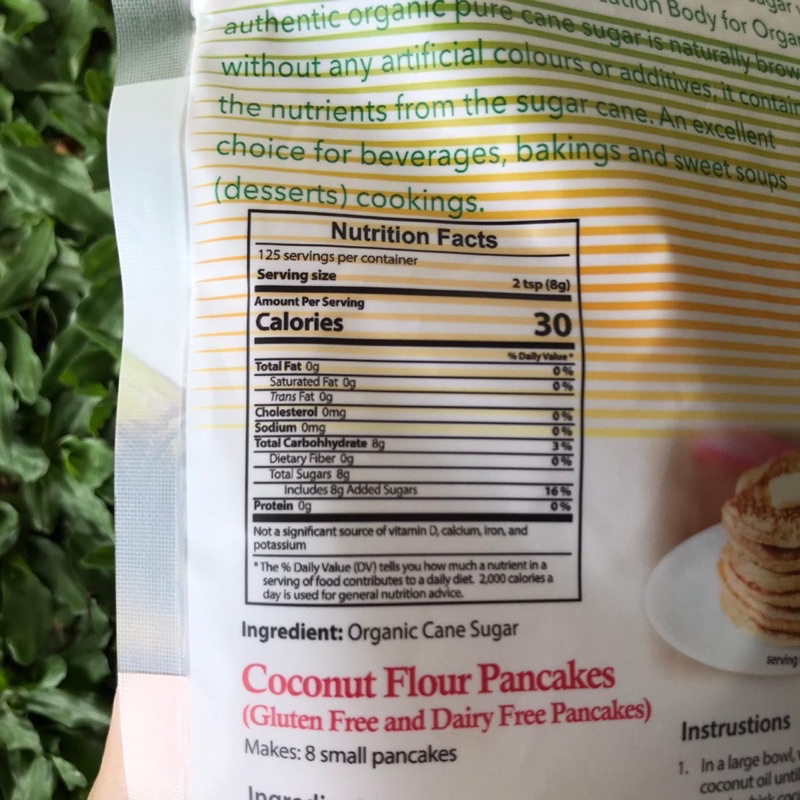 ugar
ution Body for Organ
authentic organic pure cane sugar is naturally brow
without any artificial colours or additives, it contain
the nutrients from the sugar cane. An excellent
choice for beverages, bakings and sweet soups
(desserts) cookings.
Nutrition Facts
125 servings per container
Serving size 2 tsp (8g)
Amount Per Serving
Calories 30
% Daily Value*
Total Fat 0g 0%
Saturated Fat 0g 0%
Trans Fat 0g
Cholesterol 0mg 0%
Sodium 0mg 0%
Total Carbohhydrate 8g 3%
Dietary Fiber 0g 0%
Total Sugars 8g
Includes 8g Added Sugars 16%
Protein 0g 0%
Not a significant source of vitamin D, calcium, iron, and
potassium
*The % Daily Value (DV) tells you how much a nutrient in a
serving of food contributes to a daily diet. 2,000 calories a
day is used for general nutrition advice.
Ingredient: Organic Cane Sugar
Coconut Flour Pancakes
(Gluten Free and Dairy Free Pancakes)
Makes: 8 small pancakes
serving
Instrustions
1. In a large bowl,
coconut oil until